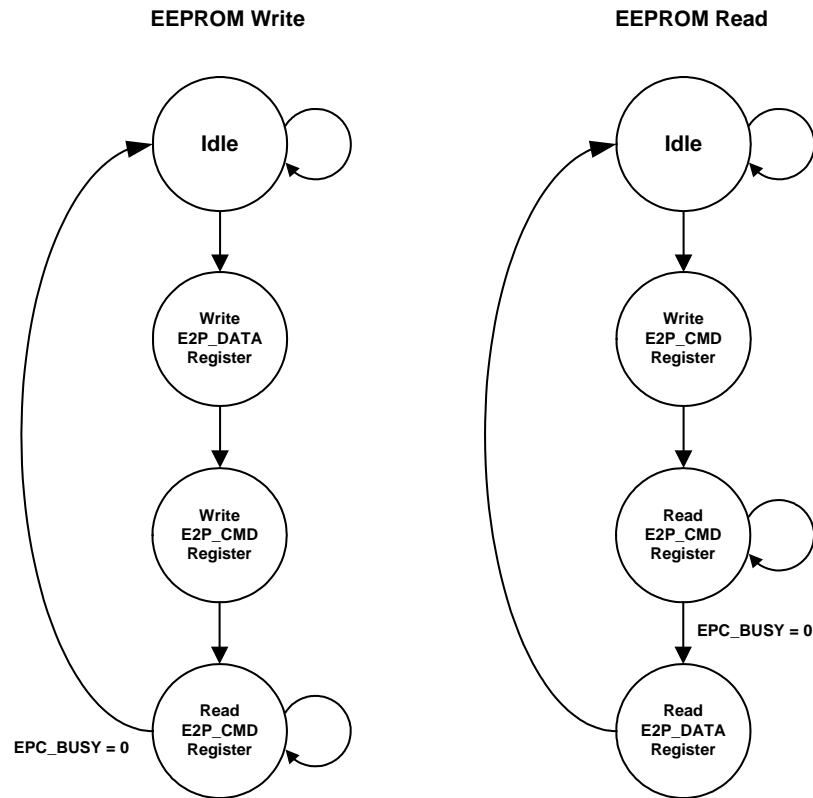 EEPROM Write
Idle
Write
E2P_DATA
Register
Write
E2P_CMD
Register
Read
E2P_CMD
Register
EPC_BUSY = 0
EEPROM Read
Idle
Write
E2P_CMD
Register
Read
E2P_CMD
Register
EPC_BUSY = 0
Read
E2P_DATA
Register